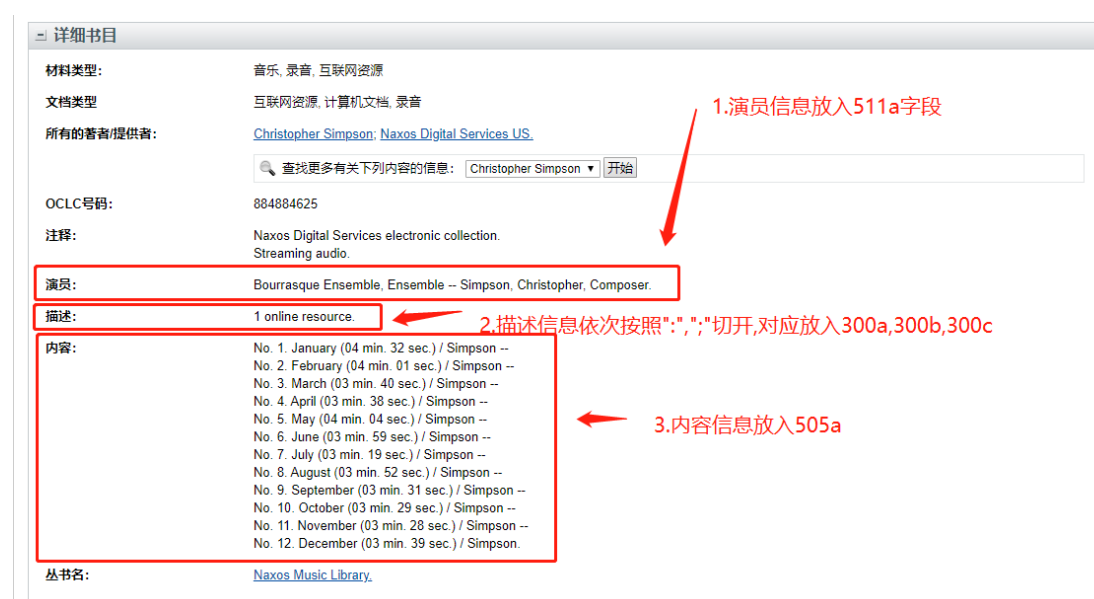 详细书目
材料类型: 音乐, 录音, 互联网资源
文档类型 互联网资源, 计算机文档, 录音
1.演员信息放入511a字段
所有的著者/提供者: Christopher Simpson; Naxos Digital Services US.
查找更多有关下列内容的信息: Christopher Simpson 开始
OCLC号码: 884884625
注释: Naxos Digital Services electronic collection.
Streaming audio.
演员: Bourrasque Ensemble, Ensemble -- Simpson, Christopher, Composer.
描述: 1 online resource.
2.描述信息依次按照":",";"切开,对应放入300a,300b,300c
内容: No. 1. January (04 min. 32 sec.) / Simpson --
No. 2. February (04 min. 01 sec.) / Simpson --
No. 3. March (03 min. 40 sec.) / Simpson --
No. 4. April (03 min. 38 sec.) / Simpson --
No. 5. May (04 min. 04 sec.) / Simpson --
3.内容信息放入505a
No. 6. June (03 min. 59 sec.) / Simpson --
No. 7. July (03 min. 19 sec.) / Simpson --
No. 8. August (03 min. 52 sec.) / Simpson --
No. 9. September (03 min. 31 sec.) / Simpson --
No. 10. October (03 min. 29 sec.) / Simpson --
No. 11. November (03 min. 28 sec.) / Simpson --
No. 12. December (03 min. 39 sec.) / Simpson.
丛书名: Naxos Music Library.